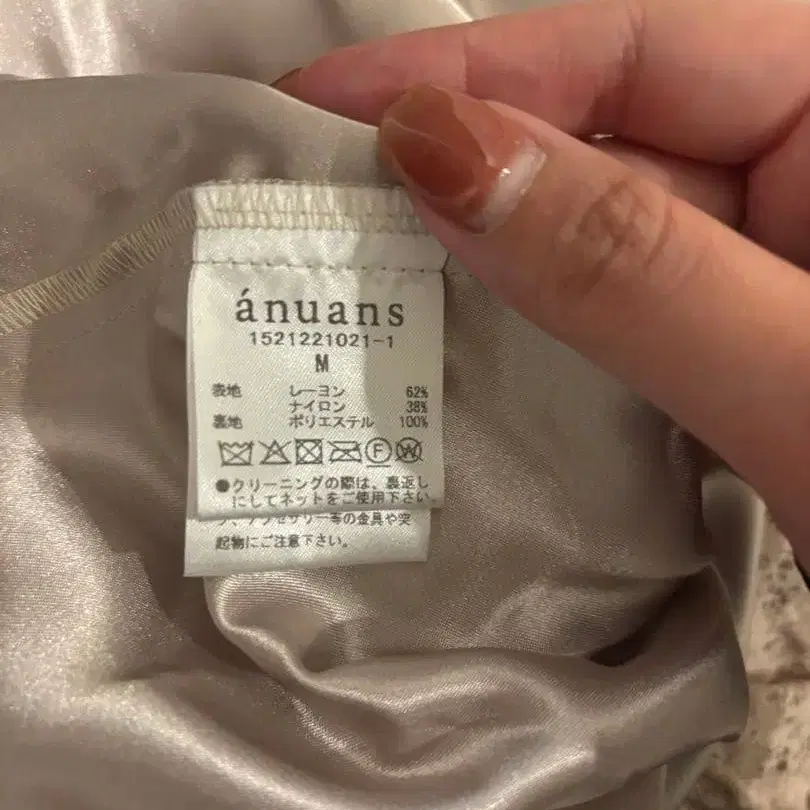 ánuans
1521221021-1
M
表地 レーヨン 62%
ナイロン 38%
裏地 ポリエステル 100%
F W
●クリーニングの際は、裏返し
にしてネットをご使用下さい。
アクセサリー等の金具や突
起物にご注意下さい。